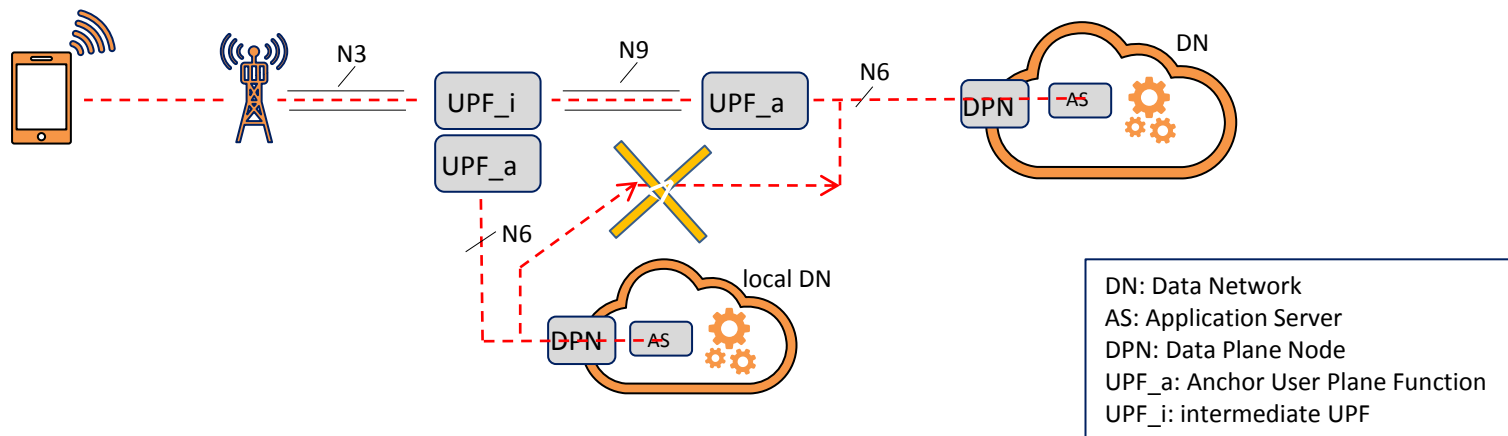 DN
N3
N9
N6
UPF_i
UPF_a
DPN
AS
UPF_a
N6
local DN
DPN
AS
DN: Data Network
AS: Application Server
DPN: Data Plane Node
UPF_a: Anchor User Plane Function
UPF_i: intermediate UPF